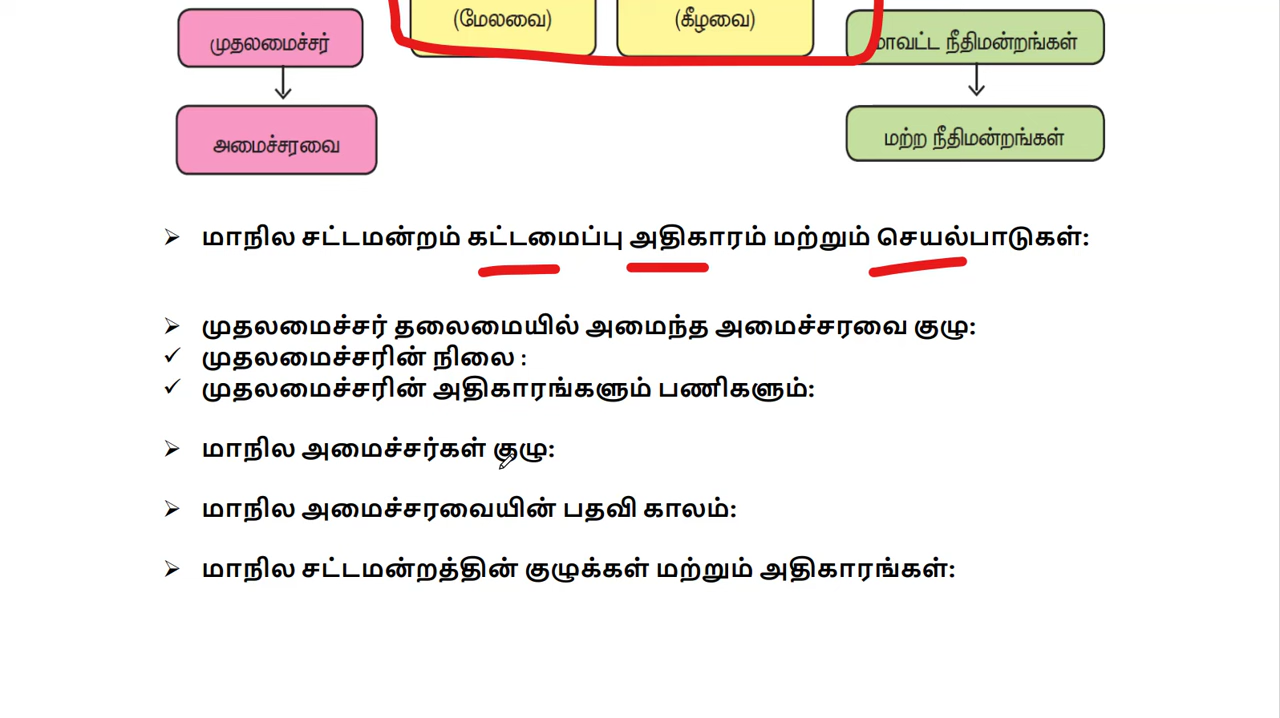 (மேலவை)
(கீழவை)
முதலமைச்சர்
மாவட்ட நீதிமன்றங்கள்
அமைச்சரவை
மற்ற நீதிமன்றங்கள்
➢ மாநில சட்டமன்றம் கட்டமைப்பு அதிகாரம் மற்றும் செயல்பாடுகள்:
➢ முதலமைச்சர் தலைமையில் அமைந்த அமைச்சரவை குழு:
✓ முதலமைச்சரின் நிலை :
✓ முதலமைச்சரின் அதிகாரங்களும் பணிகளும்:
➢ மாநில அமைச்சர்கள் குழு:
➢ மாநில அமைச்சரவையின் பதவி காலம்:
➢ மாநில சட்டமன்றத்தின் குழுக்கள் மற்றும் அதிகாரங்கள்: